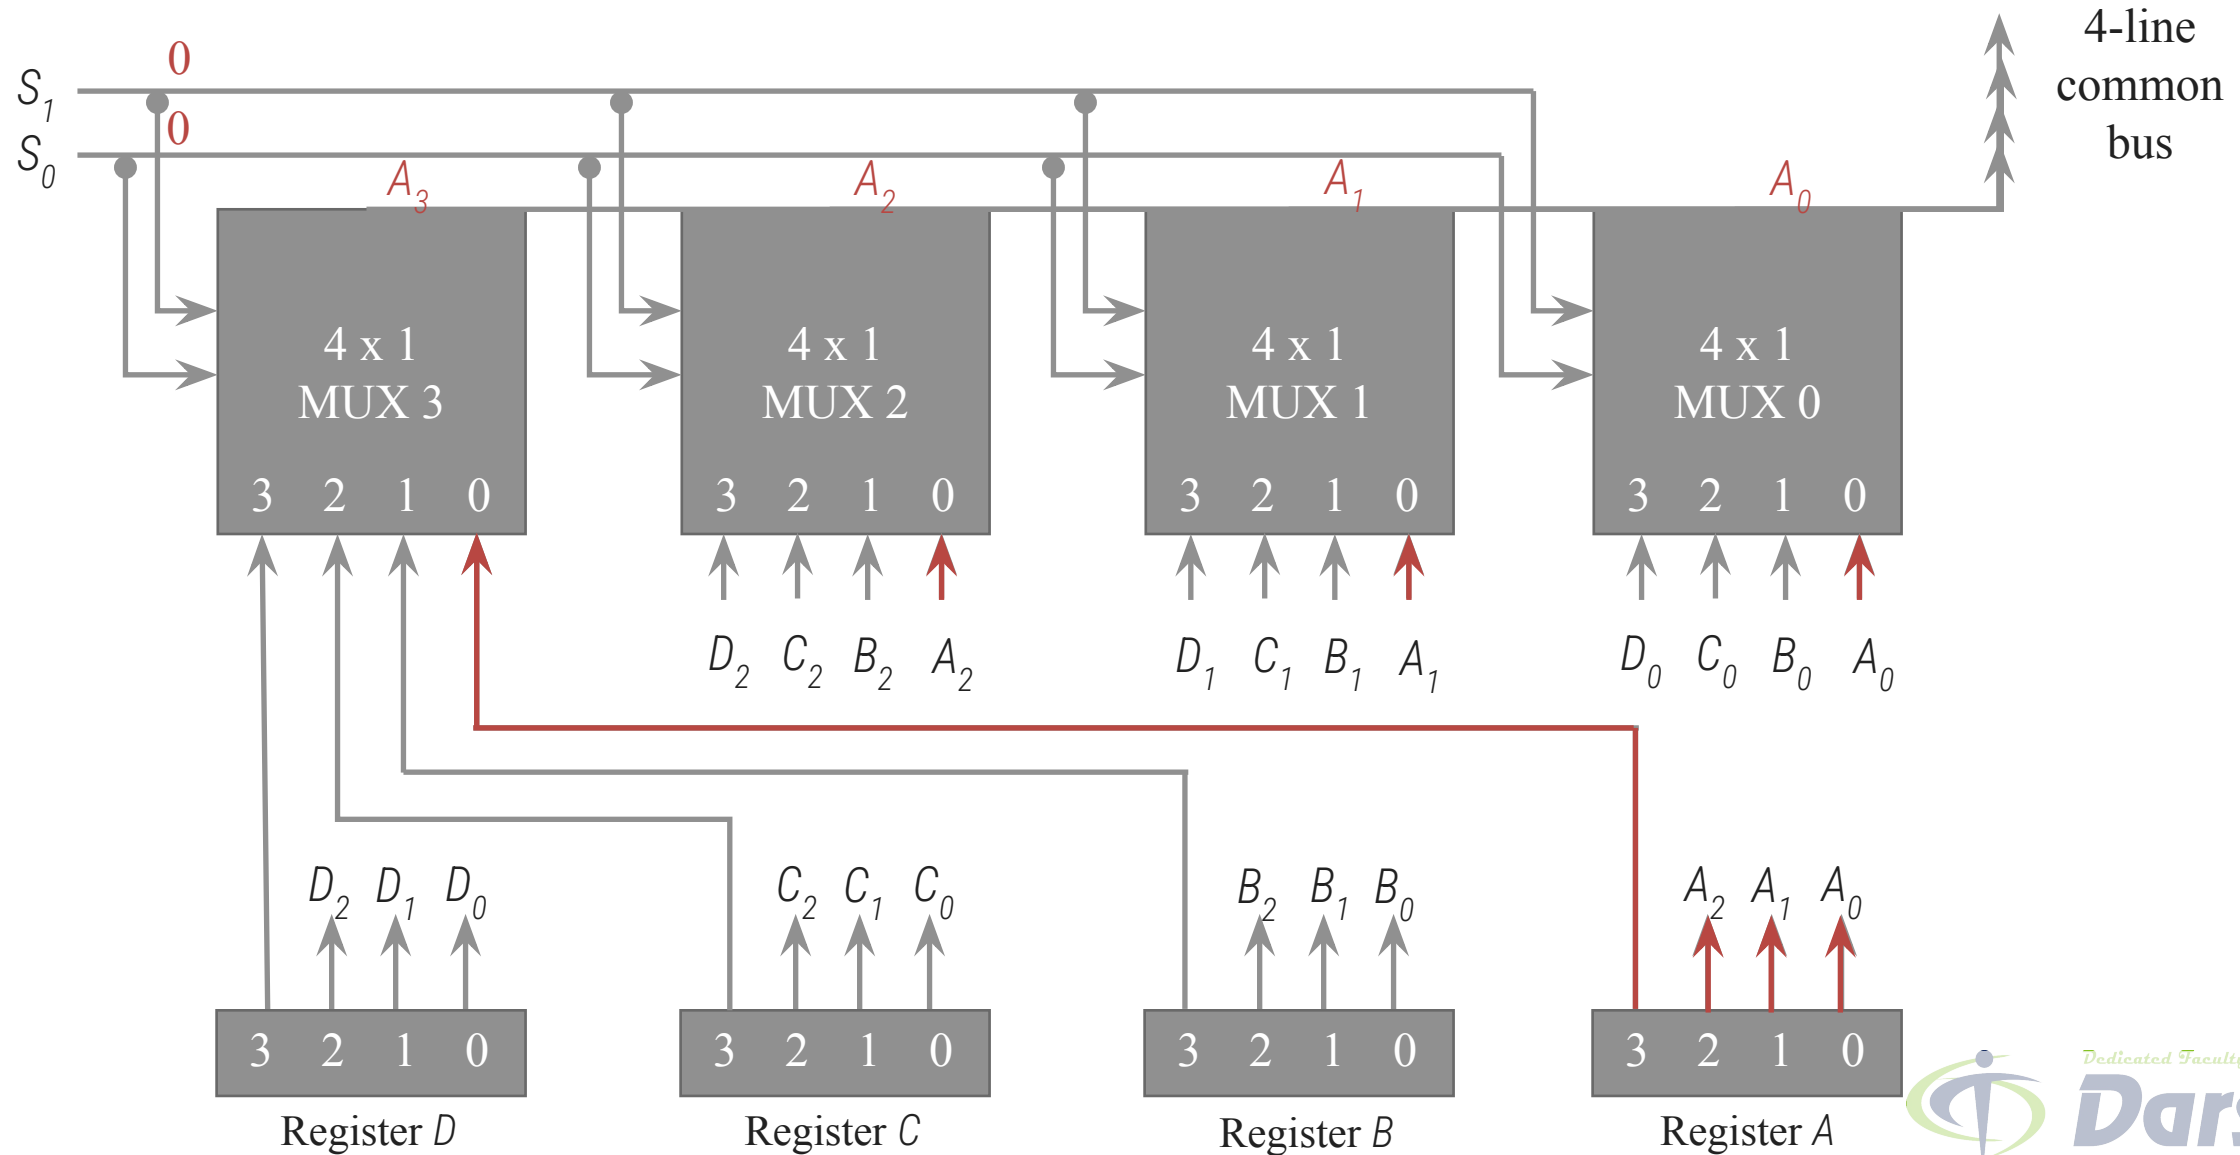 0
4-line
common
bus
S1
0
S0
A3 A2 A1 A0
4 x 1 4 x 1 4 x 1 4 x 1
MUX 3 MUX 2 MUX 1 MUX 0
3 2 1 0 3 2 1 0 3 2 1 0 3 2 1 0
D2 C2 B2 A2 D1 C1 B1 A1 D0 C0 B0 A0
D2 D1 D0 C2 C1 C0 B2 B1 B0 A2 A1 A0
3 2 1 0 3 2 1 0 3 2 1 0 3 2 1 0
Register D Register C Register B Register A
Dedicated Faculty
Dars